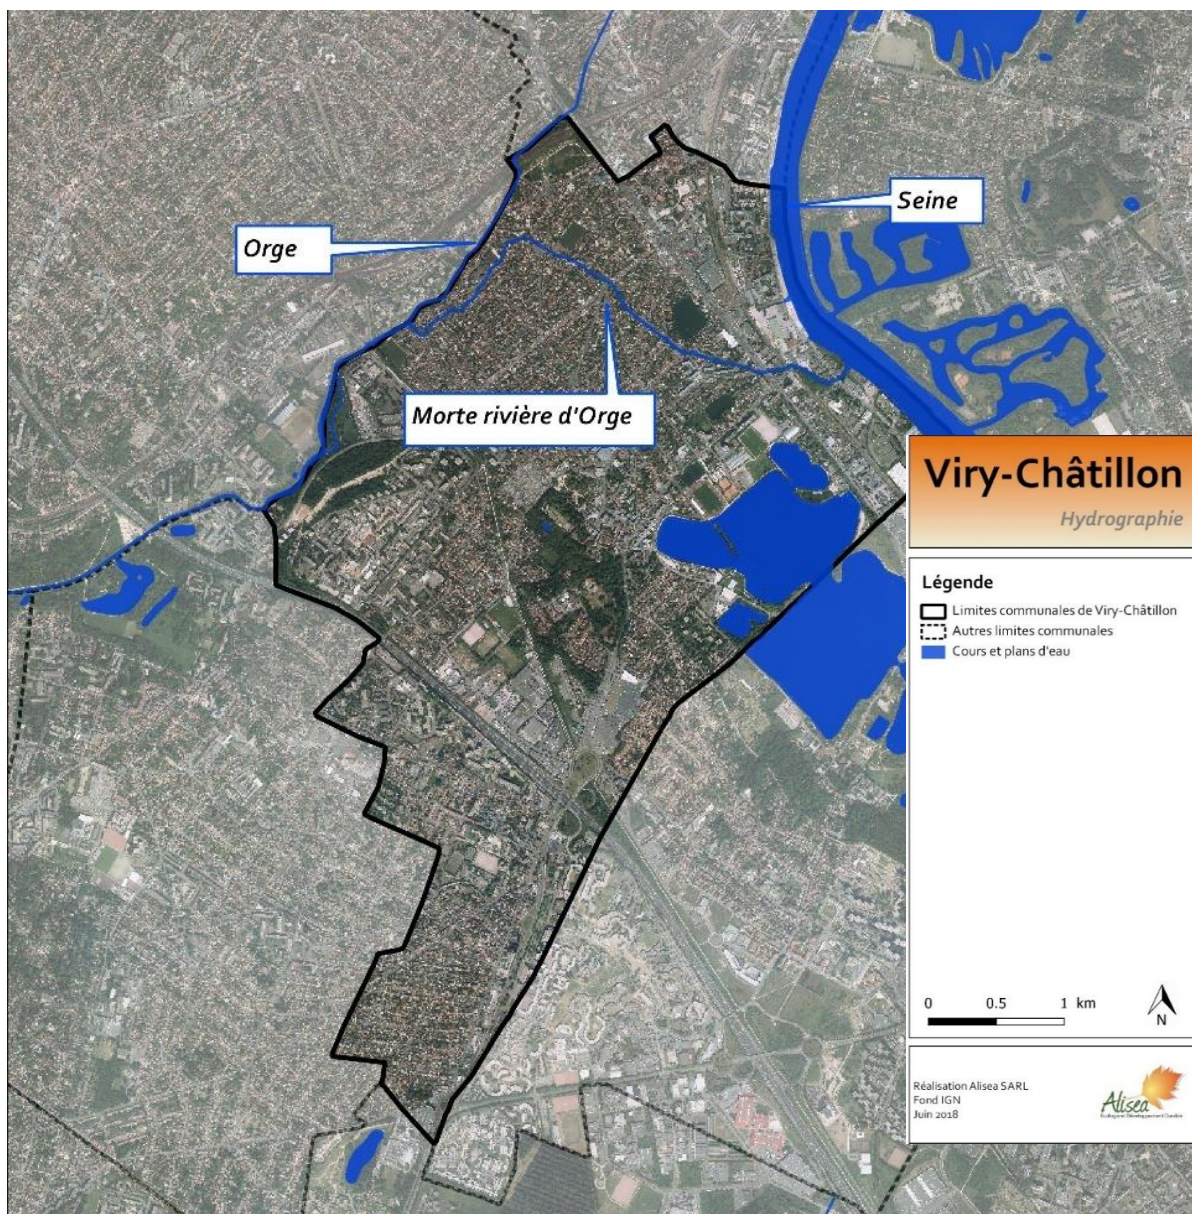 Seine
Orge
Morte rivière d'Orge
Viry-Châtillon
Hydrographie
Légende
Limites communales de Viry-Châtillon
Autres limites communales
Cours et plans d'eau
0 0.5 1 km
N
Réalisation Alisea SARL
Fond IGN
Juin 2018
Alisea